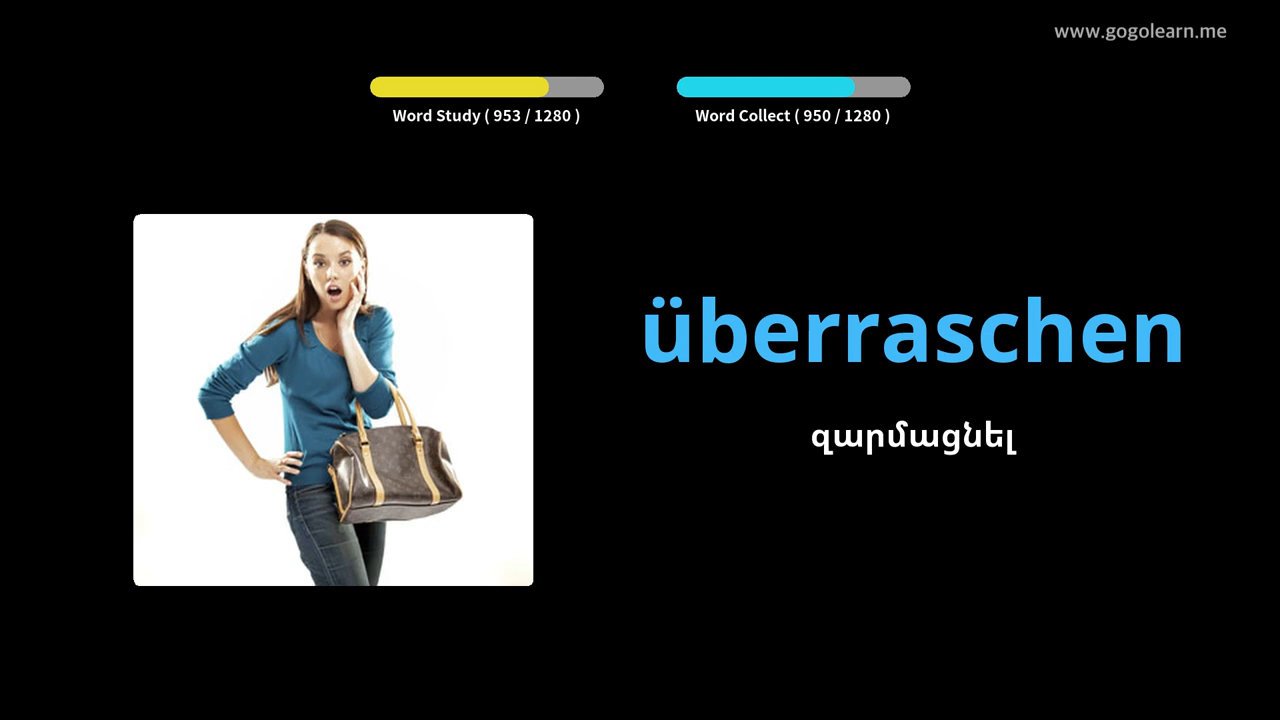 www.gogolearn.me
Word Study ( 953 / 1280 )
Word Collect ( 950 / 1280 )
überraschen
զարմացնել